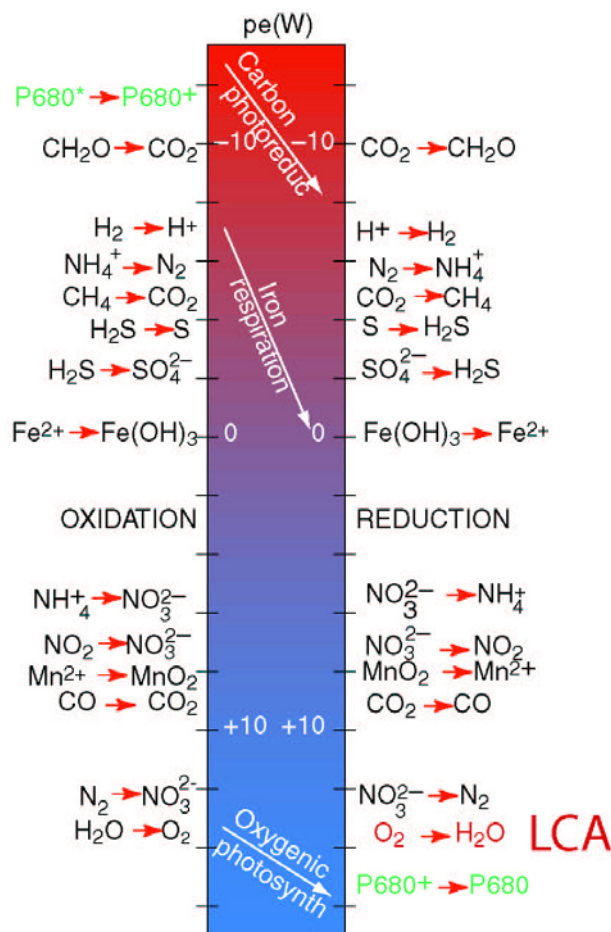 pe(W)
P680* → P680+
CH₂O → CO₂
−10
−10
CO₂ → CH₂O
Carbon
photoreduc
H₂ → H⁺
H⁺ → H₂
NH₄⁺ → N₂
N₂ → NH₄⁺
CH₄ → CO₂
CO₂ → CH₄
H₂S → S
S → H₂S
H₂S → SO₄²⁻
SO₄²⁻ → H₂S
Iron
respiration
Fe²⁺ → Fe(OH)₃
0
0
Fe(OH)₃ → Fe²⁺
OXIDATION
REDUCTION
NH₄⁺ → NO₃²⁻
NO₃²⁻ → NH₄⁺
NO₂ → NO₃²⁻
NO₃²⁻ → NO₂
Mn²⁺ → MnO₂
MnO₂ → Mn²⁺
CO → CO₂
CO₂ → CO
+10
+10
N₂ → NO₃²⁻
NO₃²⁻ → N₂
H₂O → O₂
O₂ → H₂O
LCA
Oxygenic
photosynth
P680+ → P680